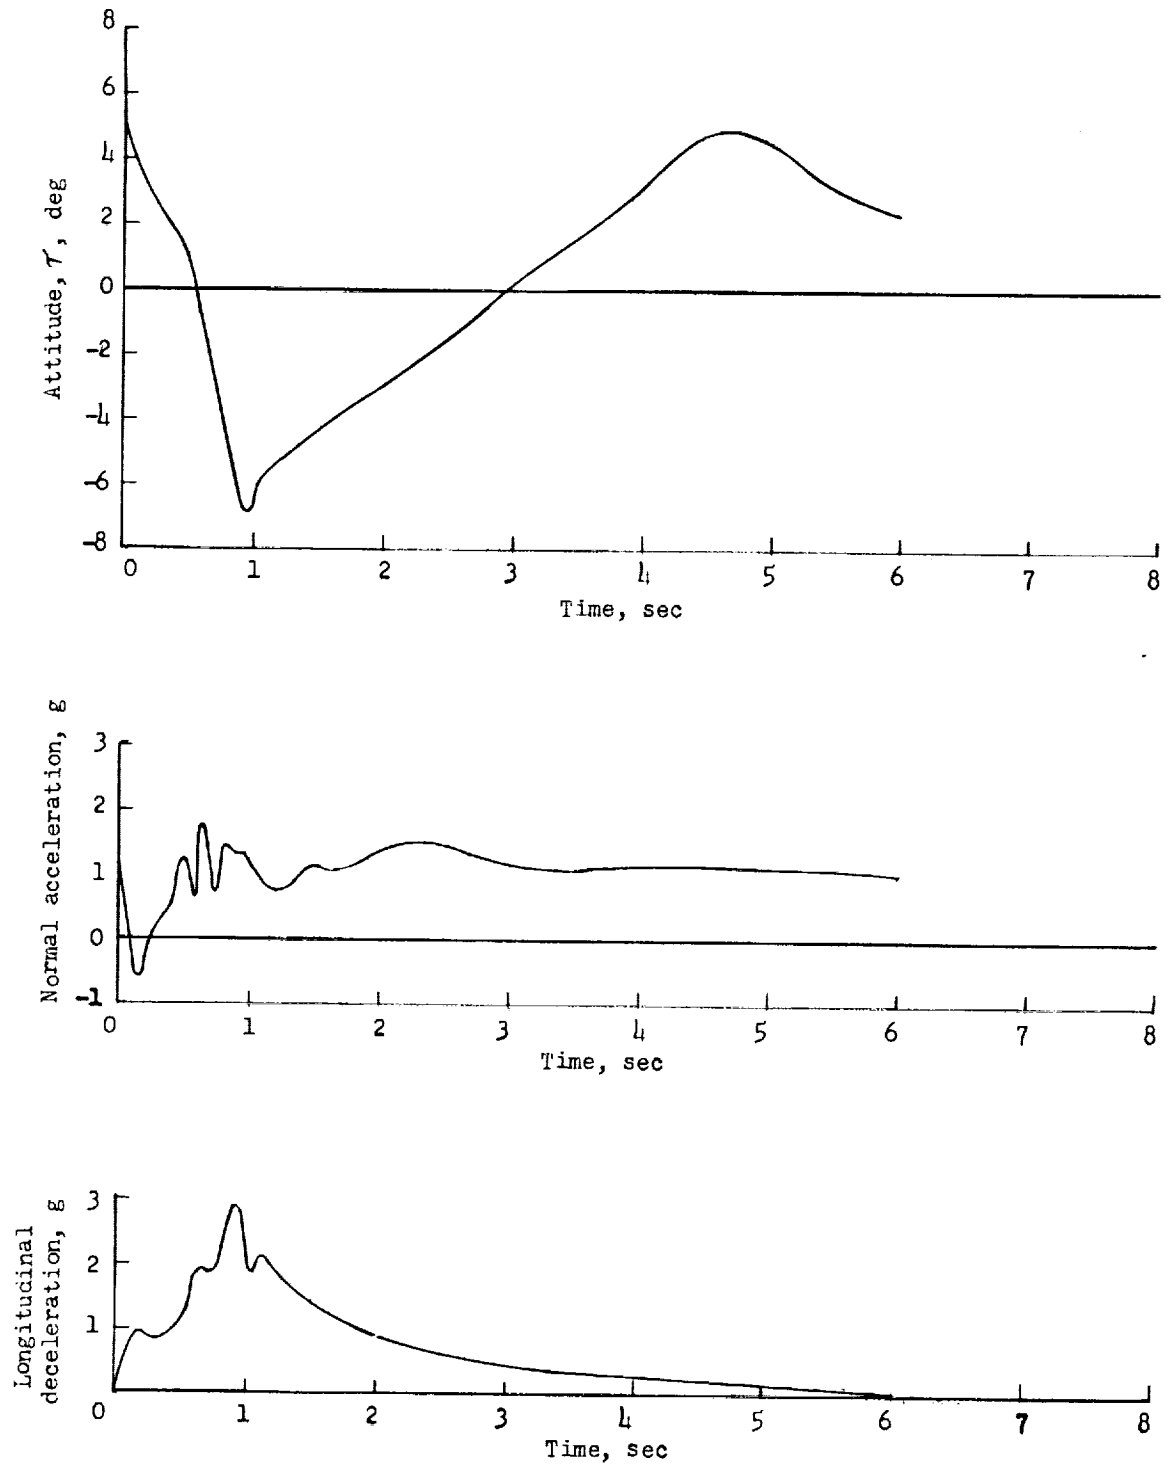 8
6
4
2
0
-2
-4
-6
-8
Attitude, τ, deg
0 1 2 3 4 5 6 7 8
Time, sec
3
2
1
0
-1
Normal acceleration, g
0 1 2 3 4 5 6 7 8
Time, sec
3
2
1
Longitudinal
deceleration, g
0 1 2 3 4 5 6 7 8
Time, sec